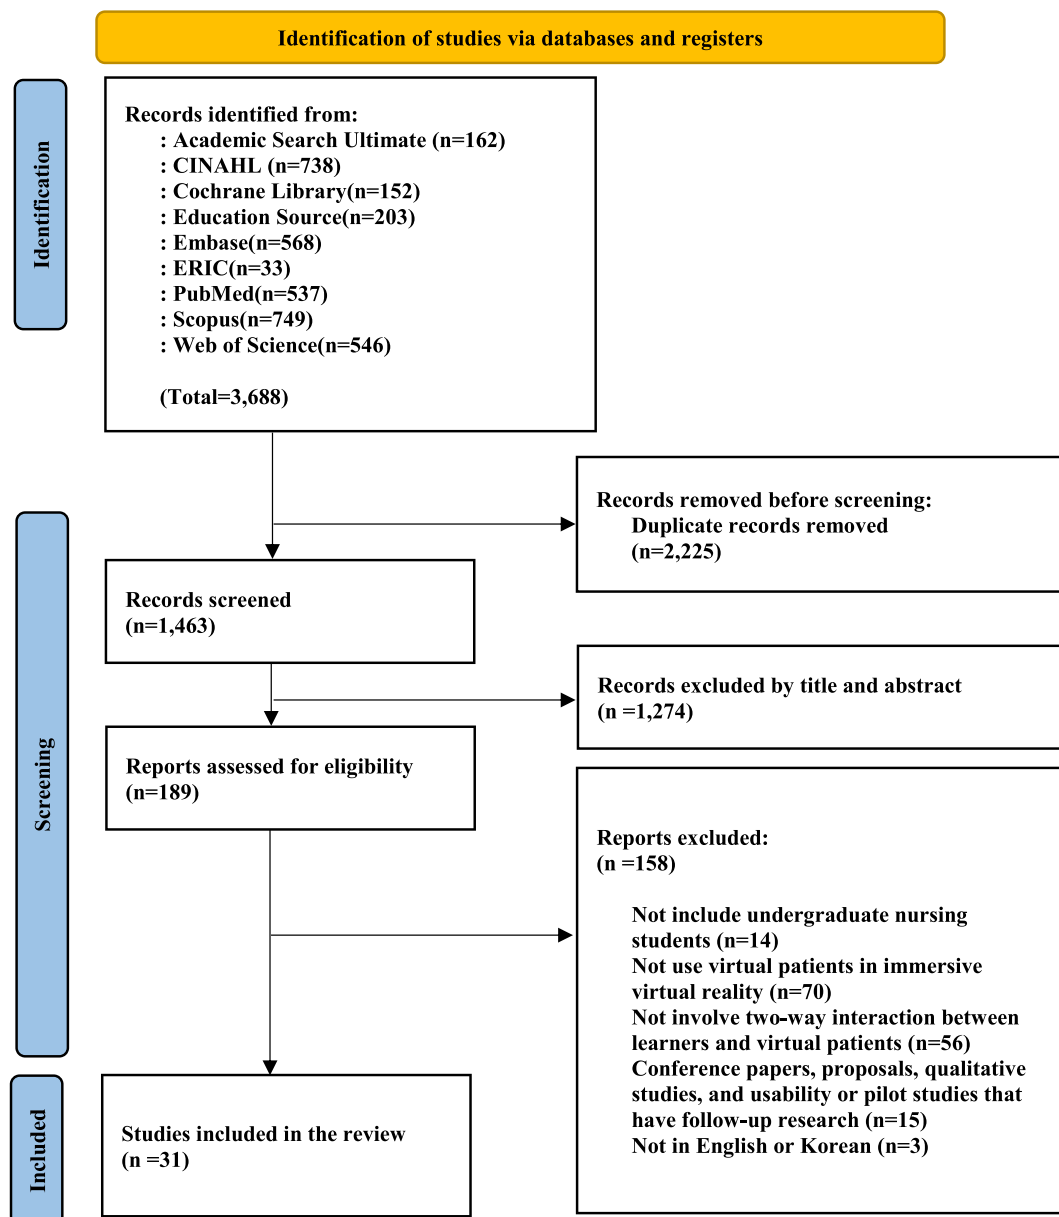 Identification of studies via databases and registers
Identification
Records identified from:
: Academic Search Ultimate (n=162)
: CINAHL (n=738)
: Cochrane Library(n=152)
: Education Source(n=203)
: Embase(n=568)
: ERIC(n=33)
: PubMed(n=537)
: Scopus(n=749)
: Web of Science(n=546)
(Total=3,688)
Records removed before screening:
Duplicate records removed
(n=2,225)
Screening
Records screened
(n=1,463)
Records excluded by title and abstract
(n =1,274)
Reports assessed for eligibility
(n=189)
Reports excluded:
(n =158)
Not include undergraduate nursing
students (n=14)
Not use virtual patients in immersive
virtual reality (n=70)
Not involve two-way interaction between
learners and virtual patients (n=56)
Conference papers, proposals, qualitative
studies, and usability or pilot studies that
have follow-up research (n=15)
Not in English or Korean (n=3)
Included
Studies included in the review
(n =31)